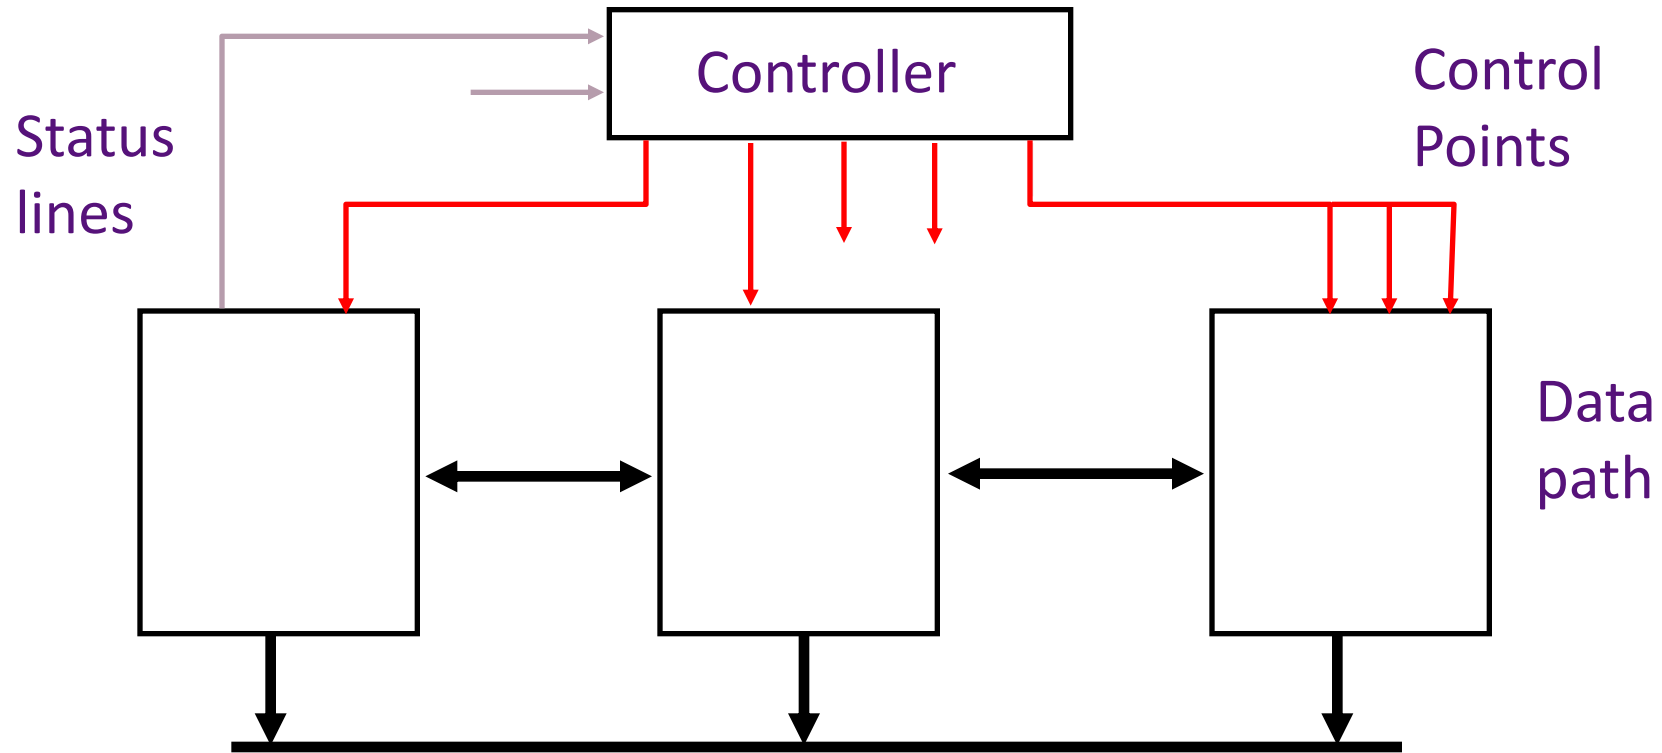 Controller
Control
Points
Status
lines
Data
path